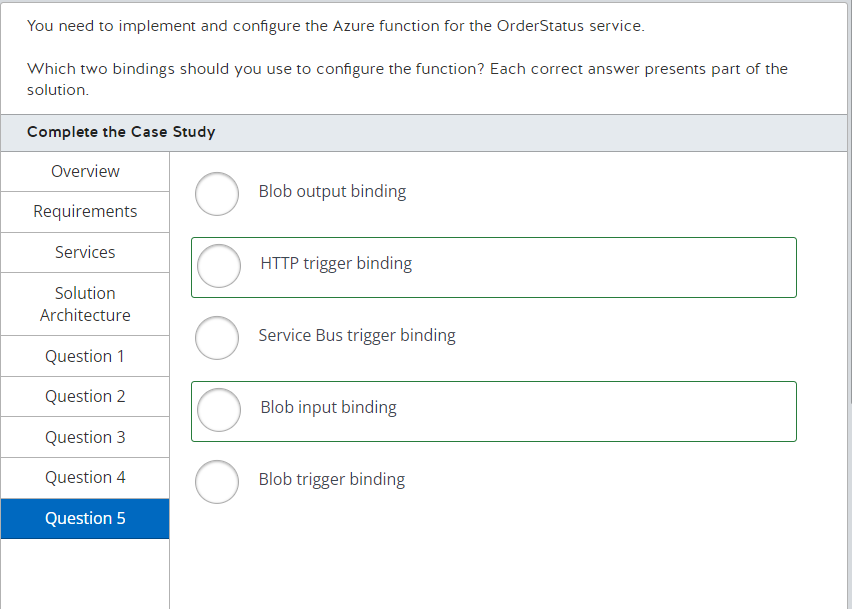 You need to implement and configure the Azure function for the OrderStatus service.
Which two bindings should you use to configure the function? Each correct answer presents part of the
solution.
Complete the Case Study
Overview
Requirements
Services
Solution
Architecture
Question 1
Question 2
Question 3
Question 4
Question 5
Blob output binding
HTTP trigger binding
Service Bus trigger binding
Blob input binding
Blob trigger binding